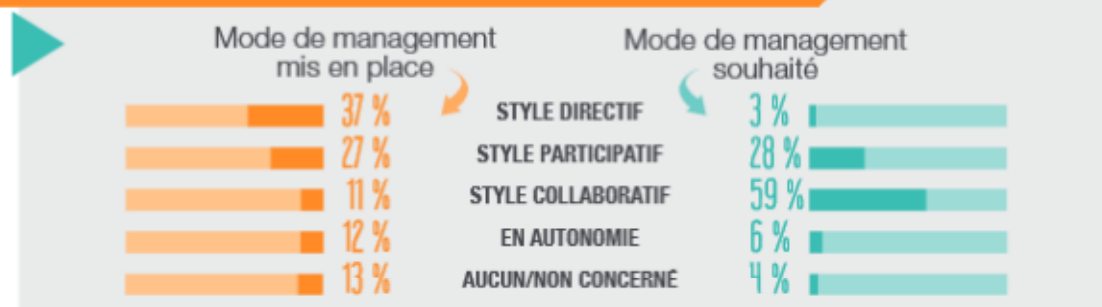 Mode de management
mis en place
Mode de management
souhaité
37 % STYLE DIRECTIF 3 %
27 % STYLE PARTICIPATIF 28 %
11 % STYLE COLLABORATIF 59 %
12 % EN AUTONOMIE 6 %
13 % AUCUN/NON CONCERNÉ 4 %